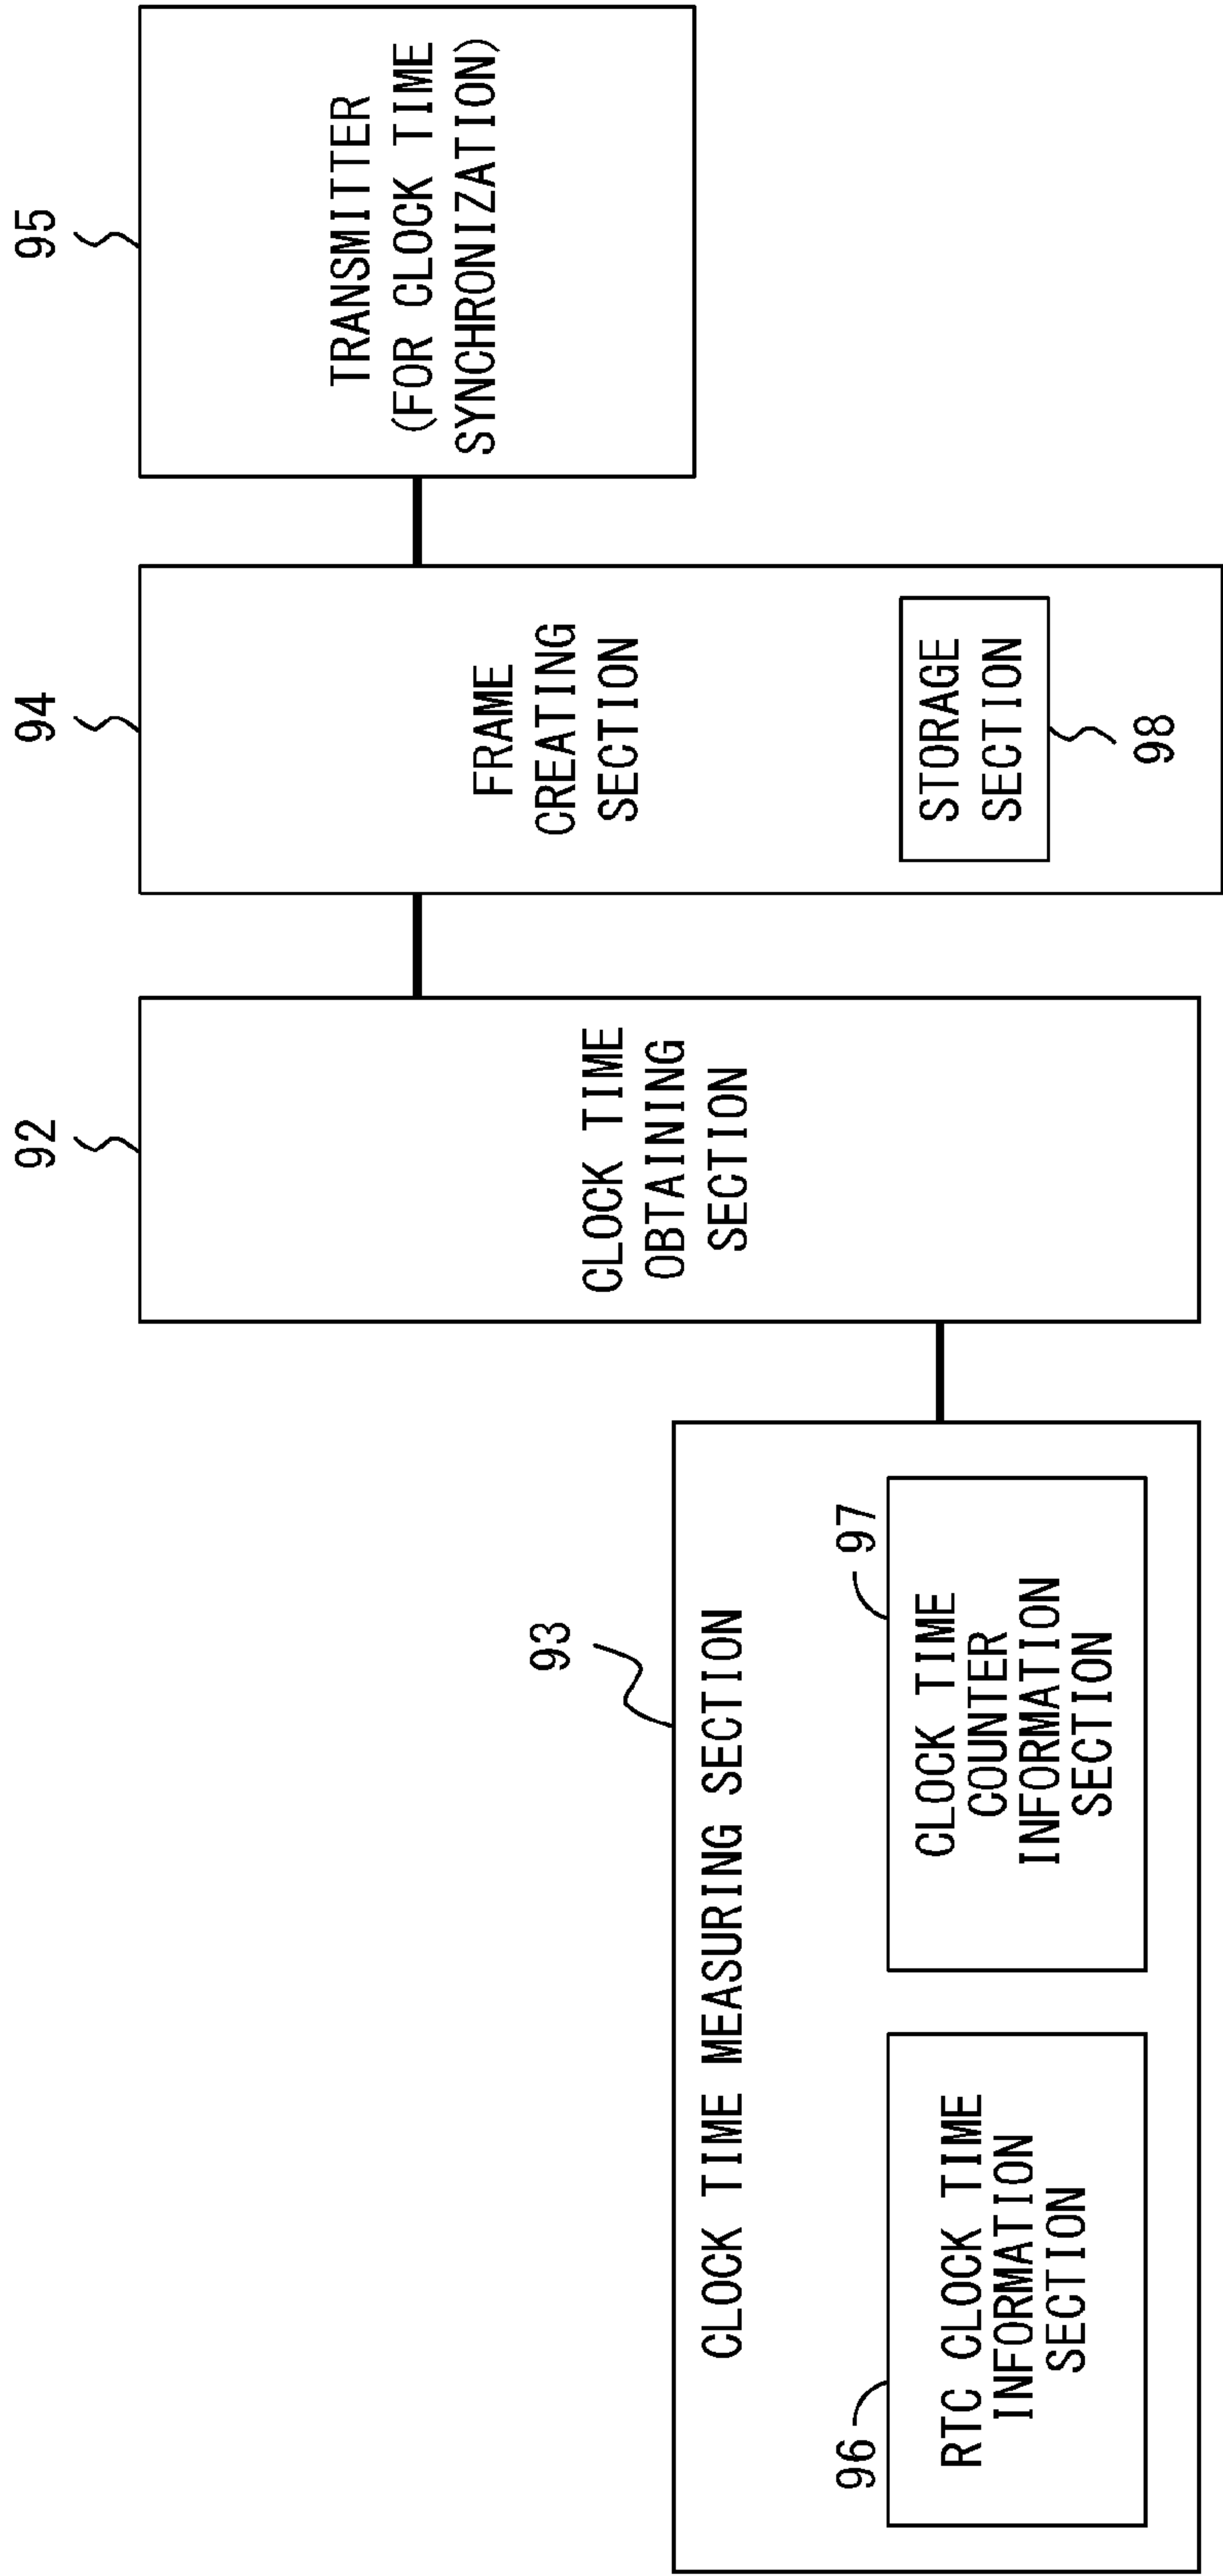 93
CLOCK TIME MEASURING SECTION
96
RTC CLOCK TIME
INFORMATION
SECTION
97
CLOCK TIME
COUNTER
INFORMATION
SECTION
92
CLOCK TIME
OBTAINING
SECTION
94
FRAME
CREATING
SECTION
STORAGE
SECTION
98
95
TRANSMITTER
(FOR CLOCK TIME
SYNCHRONIZATION)